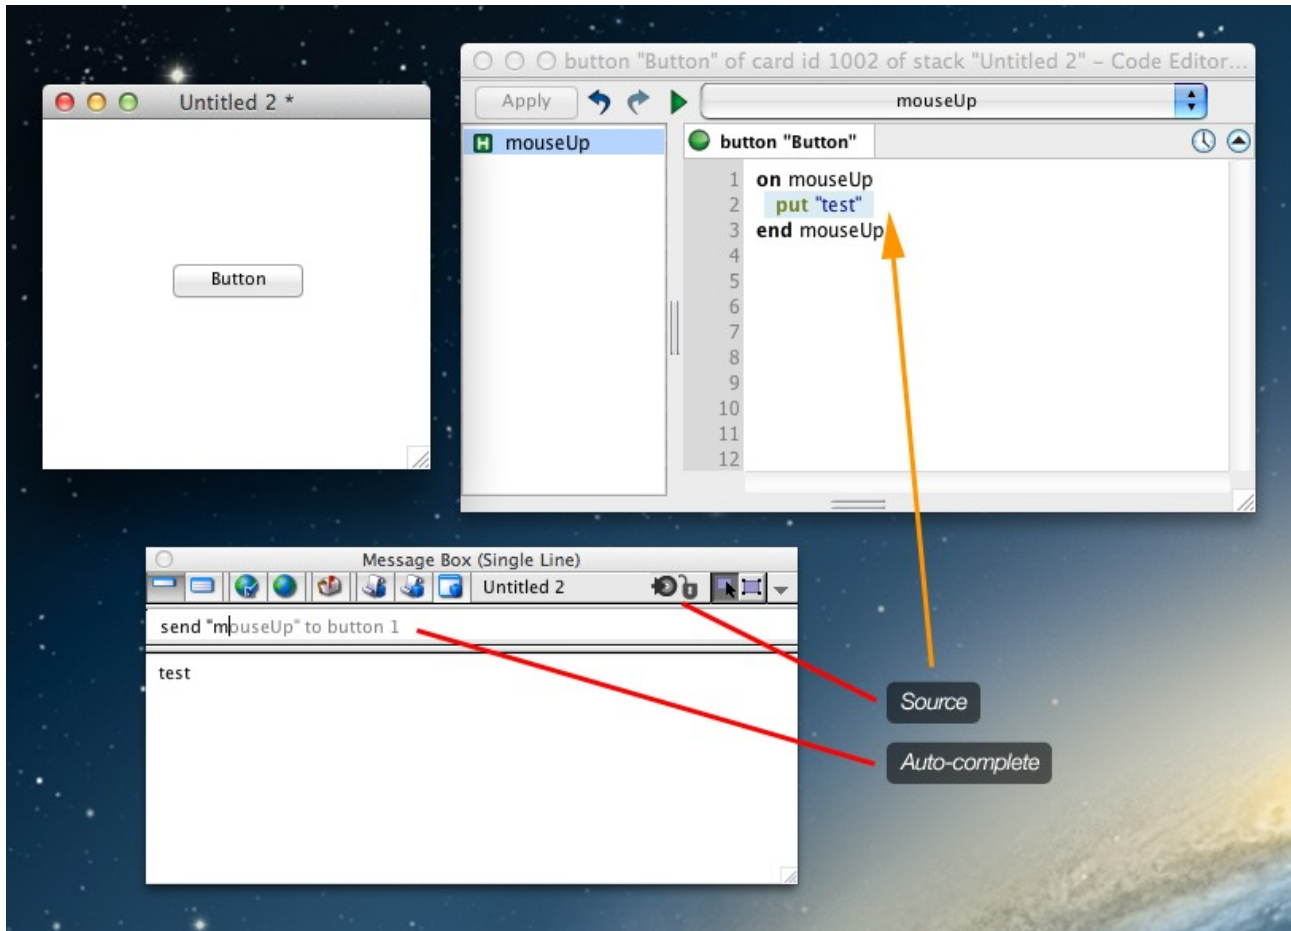 button "Button" of card id 1002 of stack "Untitled 2" – Code Editor...
Untitled 2 *
Apply
mouseUp
mouseUp
button "Button"
1 on mouseUp
2 put "test"
3 end mouseUp
4
5
6
7
8
9
10
11
12
Button
Message Box (Single Line)
Untitled 2
send "mouseUp" to button 1
test
Source
Auto-complete